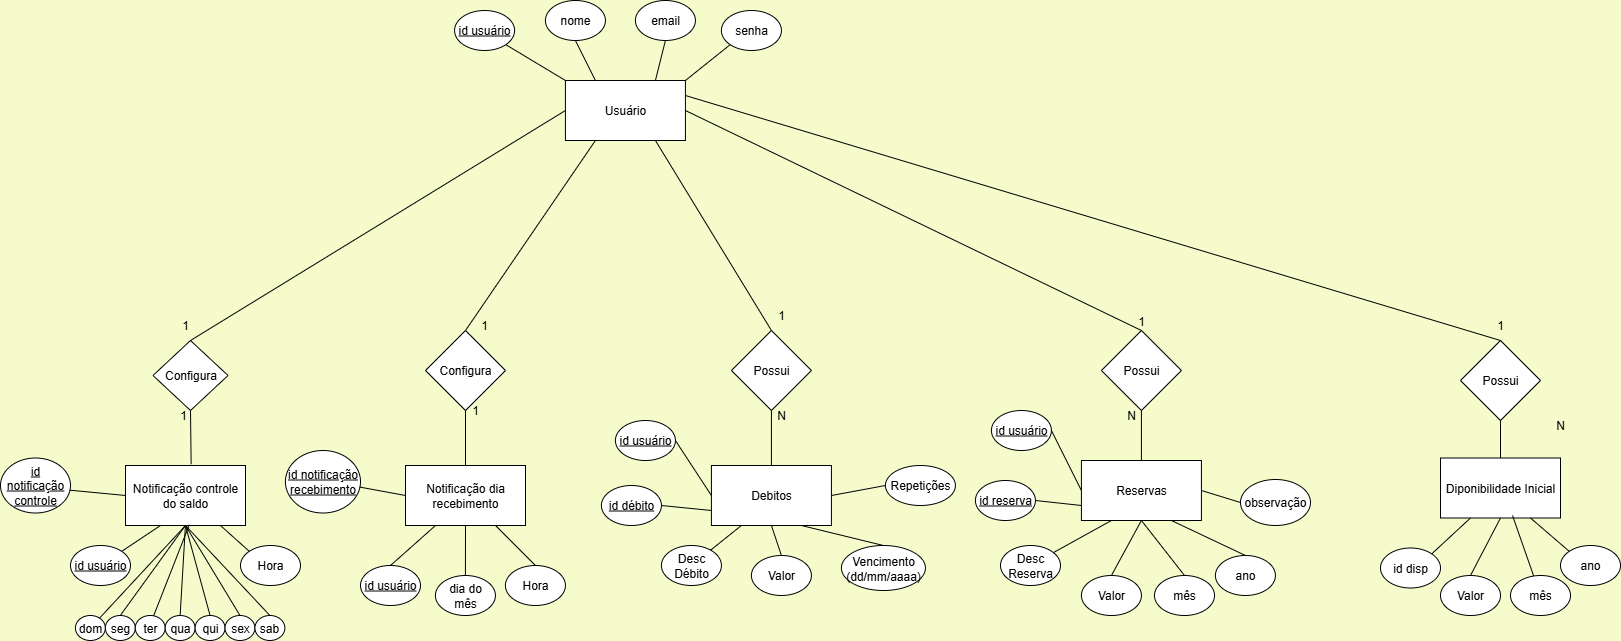 id usuário
nome
email
senha
Usuário
1
1
1
1
1
Configura
Configura
Possui
Possui
Possui
1
1
N
N
N
id
notificação
controle
Notificação controle
do saldo
id usuário
Hora
dom
seg
ter
qua
qui
sex
sab
id notificação
recebimento
Notificação dia
recebimento
id usuário
dia do
mês
Hora
id usuário
id débito
Debitos
Repetições
Desc
Débito
Valor
Vencimento
(dd/mm/aaaa)
id usuário
id reserva
Reservas
observação
Desc
Reserva
Valor
mês
ano
Diponibilidade Inicial
id disp
Valor
mês
ano